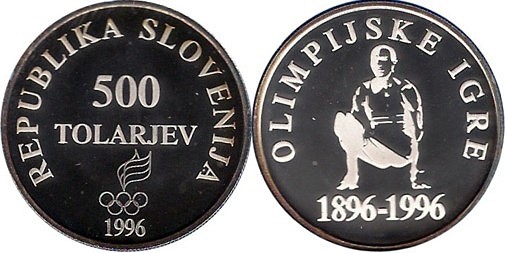 REPUBLIKA SLOVENIJA
500
TOLARJEV
1996
OLIMPIJSKE IGRE
1896-1996